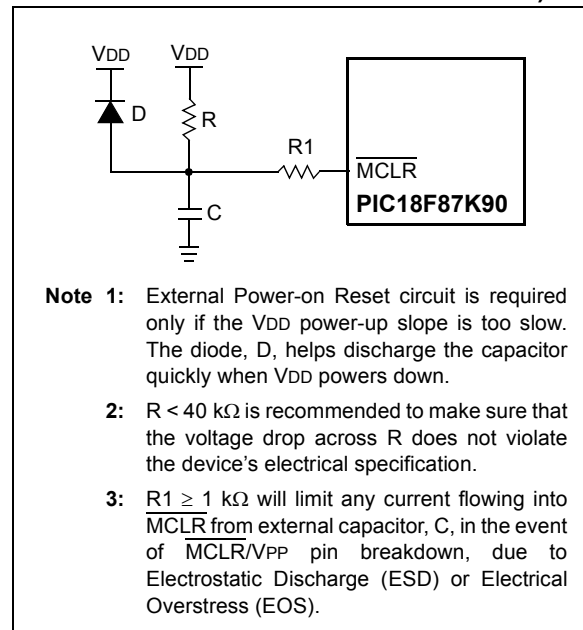 VDD VDD
D
R
R1
MCLR
PIC18F87K90
C
Note 1: External Power-on Reset circuit is required
only if the VDD power-up slope is too slow.
The diode, D, helps discharge the capacitor
quickly when VDD powers down.
2: R < 40 kΩ is recommended to make sure that
the voltage drop across R does not violate
the device's electrical specification.
3: R1 ≥ 1 kΩ will limit any current flowing into
MCLR from external capacitor, C, in the event
of MCLR/VPP pin breakdown, due to
Electrostatic Discharge (ESD) or Electrical
Overstress (EOS).